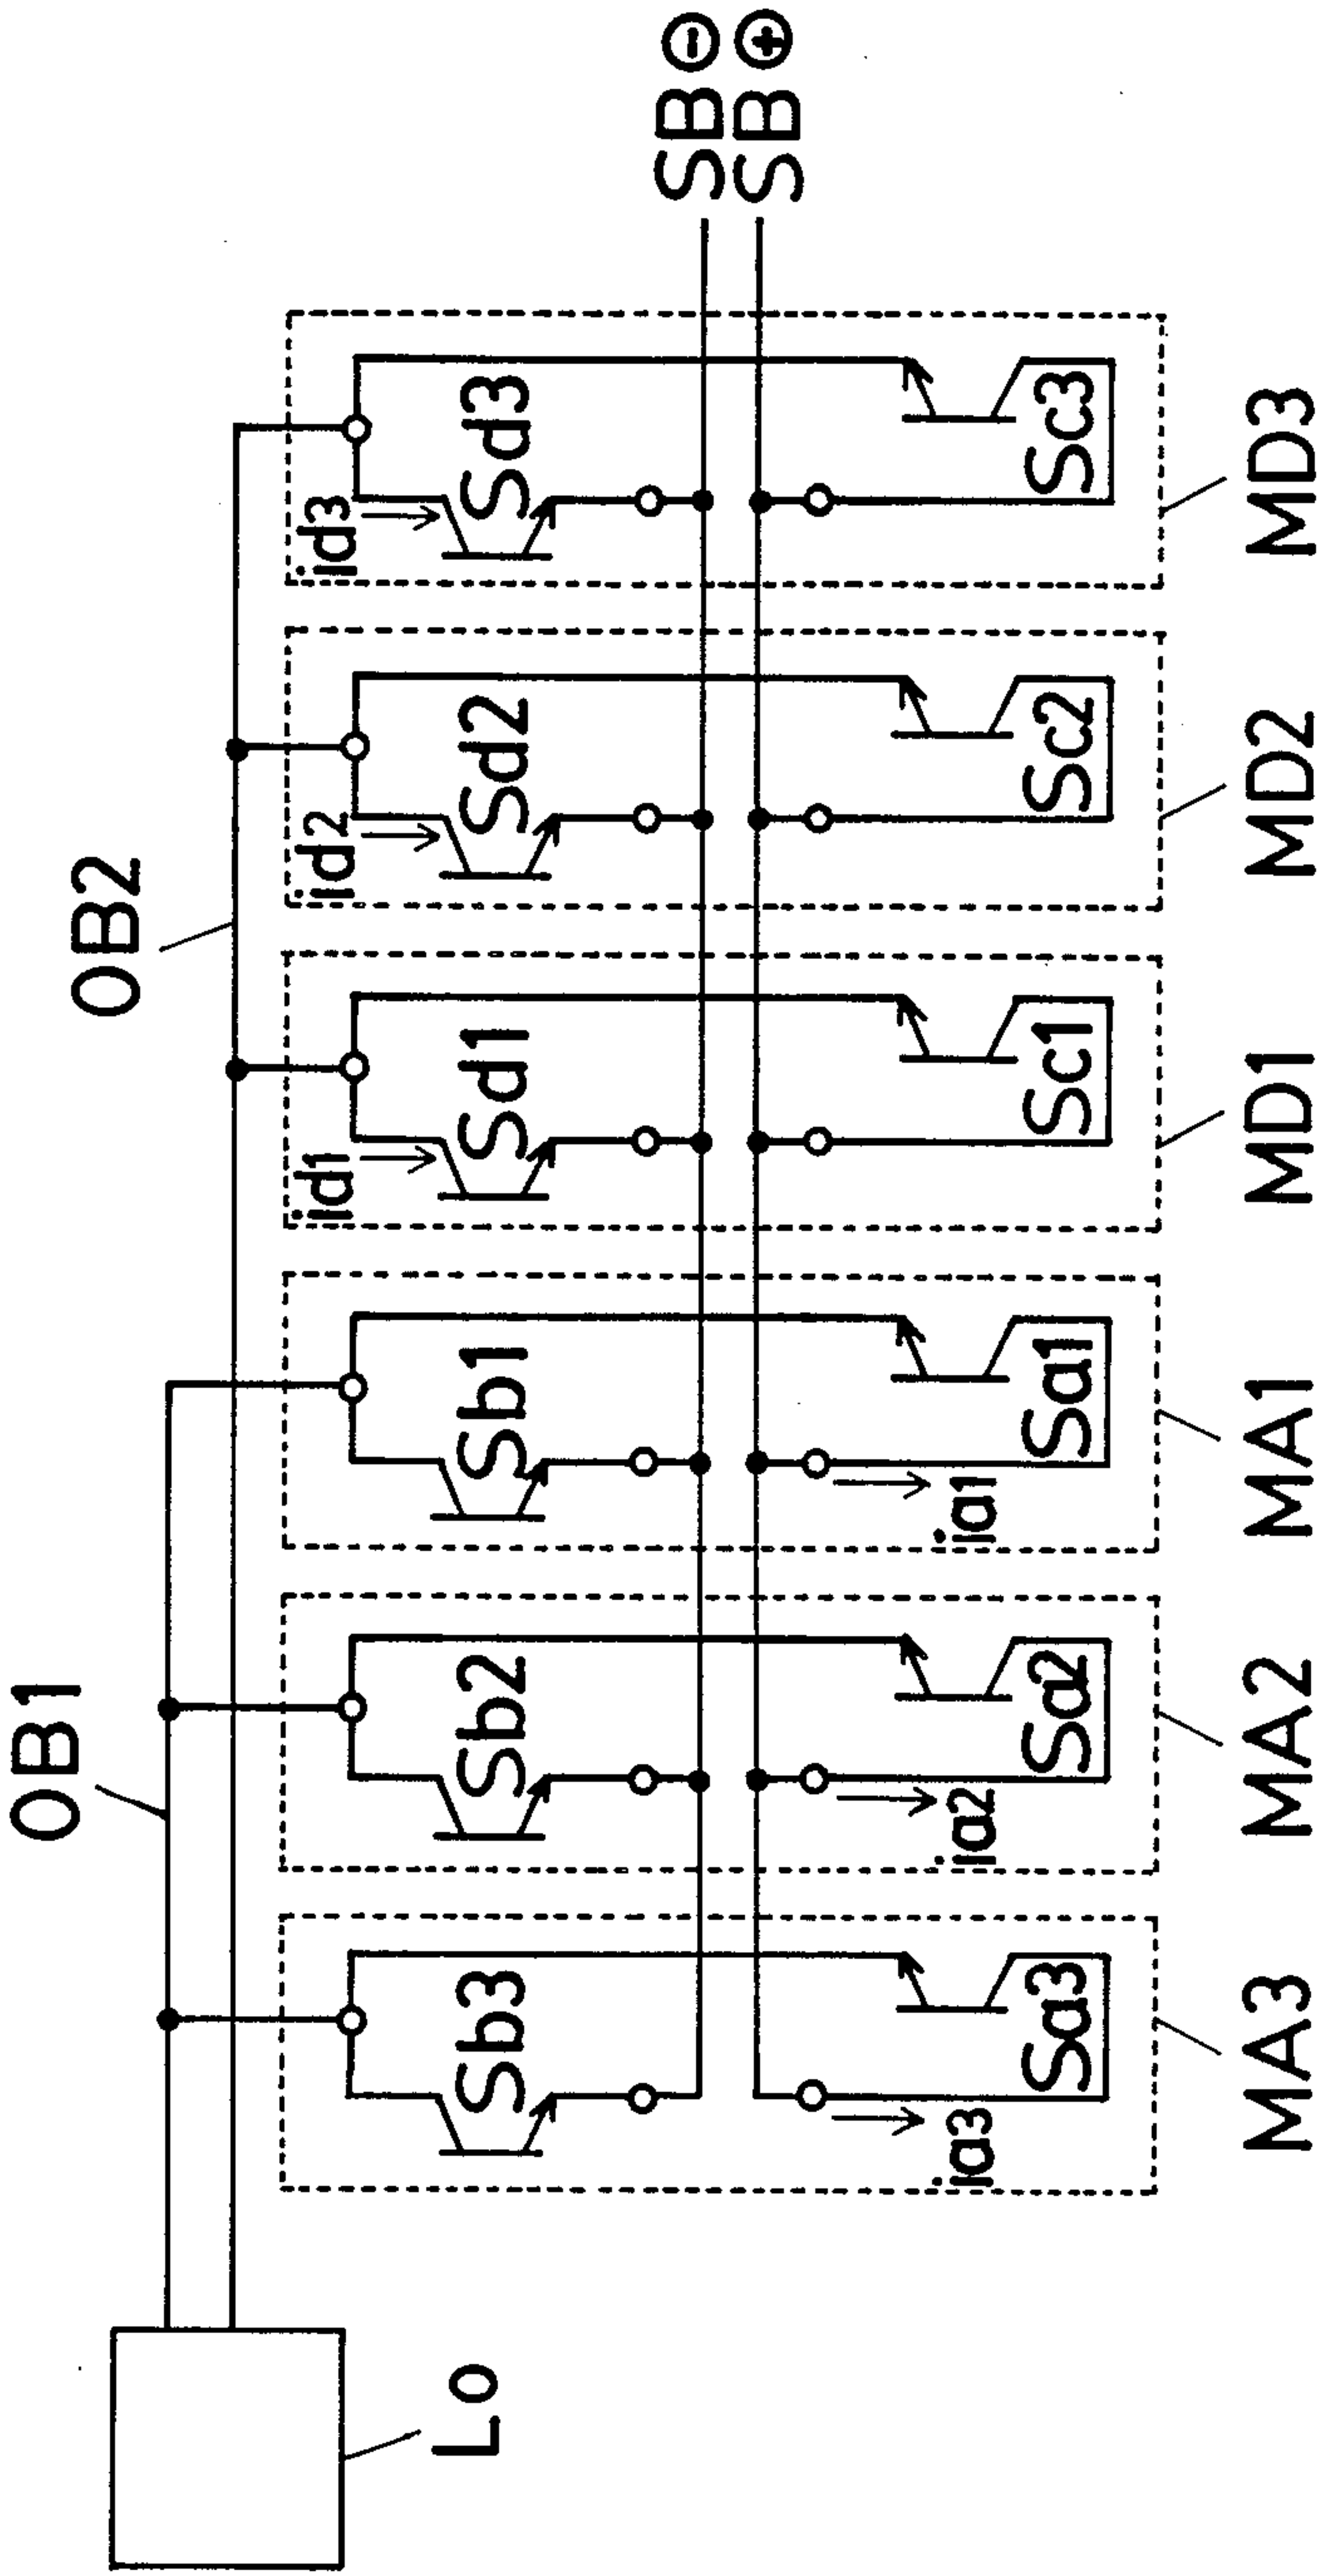 OB1
OB2
id1 id2 id3
Lo Sb3 Sb2 Sb1 Sd1 Sd2 Sd3
SB ⊖
SB ⊕
ia3 ia2 ia1
Sa3 Sa2 Sa1 Sc1 Sc2 Sc3
MA3 MA2 MA1 MD1 MD2 MD3